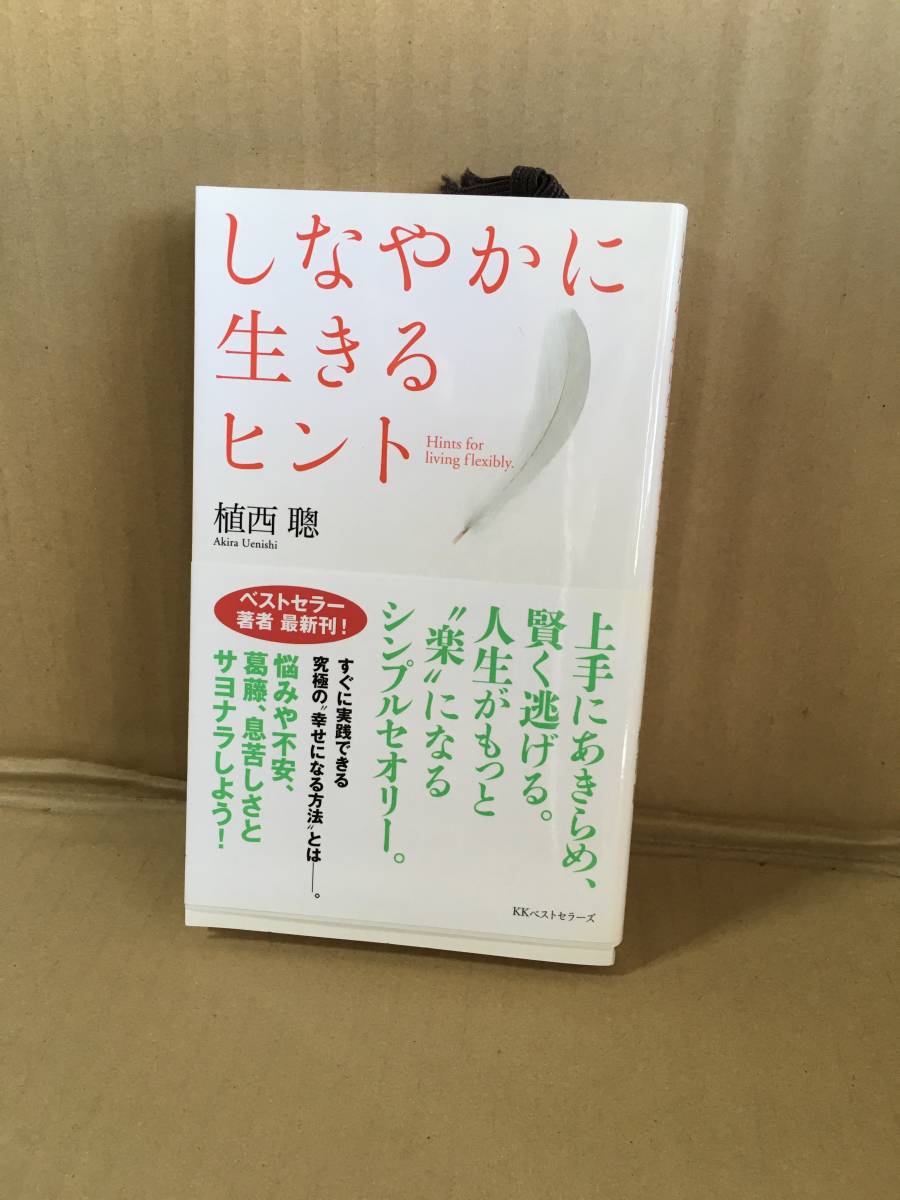 しなやかに
生きる
ヒント
Hints for
living flexibly.
植西 聰
Akira Uenishi
ベストセラー
著者 最新刊！
上手にあきらめ、
賢く逃げる。
人生がもっと
〝楽〟になる
シンプルセオリー。
すぐに実践できる
究極の〝幸せになる方法〟とは──。
悩みや不安、
葛藤、息苦しさと
サヨナラしよう！
KKベストセラーズ